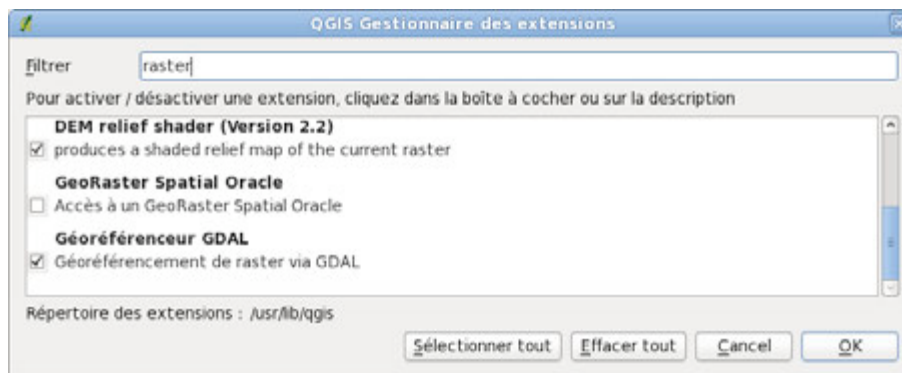 QGIS Gestionnaire des extensions
Filtrer raster
Pour activer / désactiver une extension, cliquez dans la boîte à cocher ou sur la description
DEM relief shader (Version 2.2)
produces a shaded relief map of the current raster
GeoRaster Spatial Oracle
Accès à un GeoRaster Spatial Oracle
Géoréférenceur GDAL
Géoréférencement de raster via GDAL
Répertoire des extensions : /usr/lib/qgis
Sélectionner tout Effacer tout Cancel OK